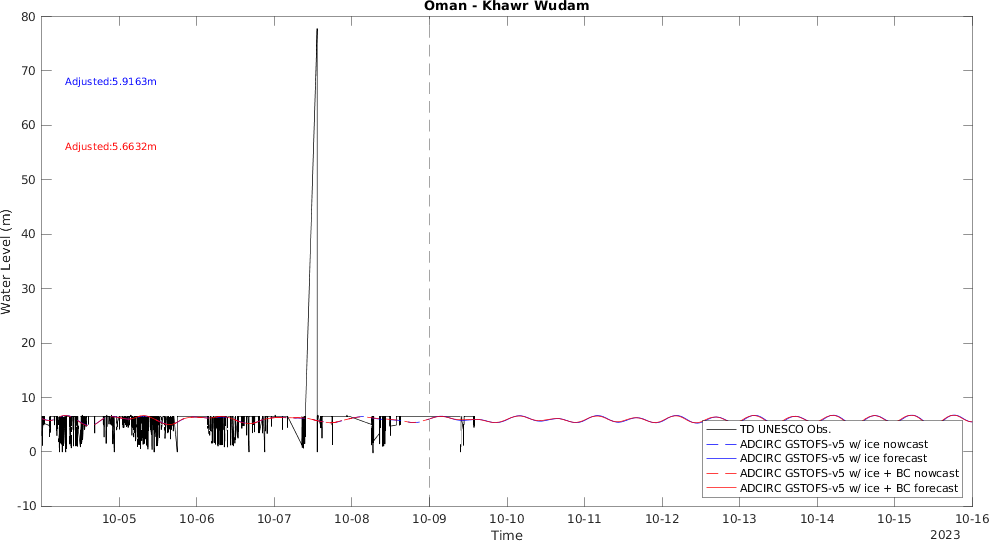 Oman - Khawr Wudam
80
70
60
50
40
30
20
10
0
-10
Water Level (m)
Adjusted:5.9163m
Adjusted:5.6632m
TD UNESCO Obs.
ADCIRC GSTOFS-v5 w/ ice nowcast
ADCIRC GSTOFS-v5 w/ ice forecast
ADCIRC GSTOFS-v5 w/ ice + BC nowcast
ADCIRC GSTOFS-v5 w/ ice + BC forecast
10-05 10-06 10-07 10-08 10-09 10-10 10-11 10-12 10-13 10-14 10-15 10-16
Time
2023